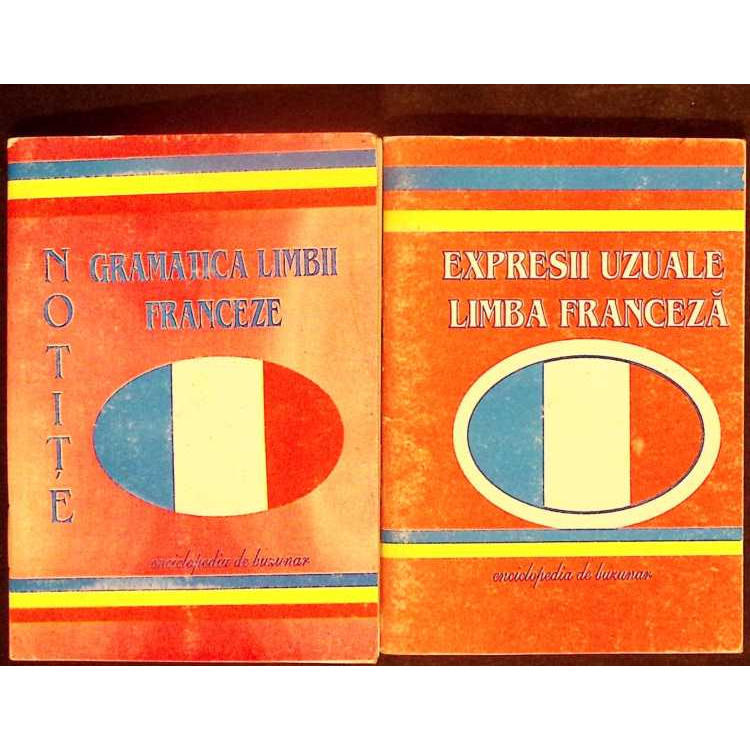 NOTIȚE
GRAMATICA LIMBII
FRANCEZE
enciclopedia de buzunar
EXPRESII UZUALE
LIMBA FRANCEZĂ
enciclopedia de buzunar